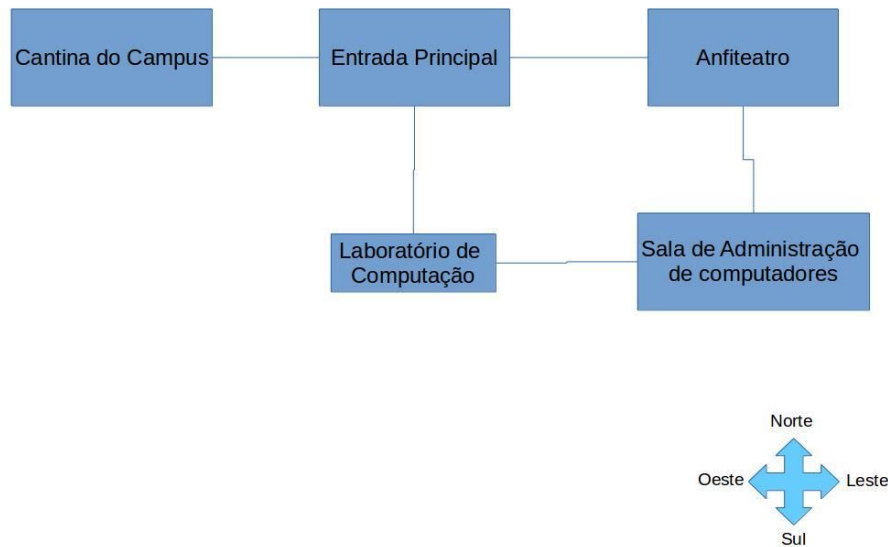 Cantina do Campus
Entrada Principal
Anfiteatro
Laboratório de
Computação
Sala de Administração
de computadores
Norte
Oeste
Leste
Sul